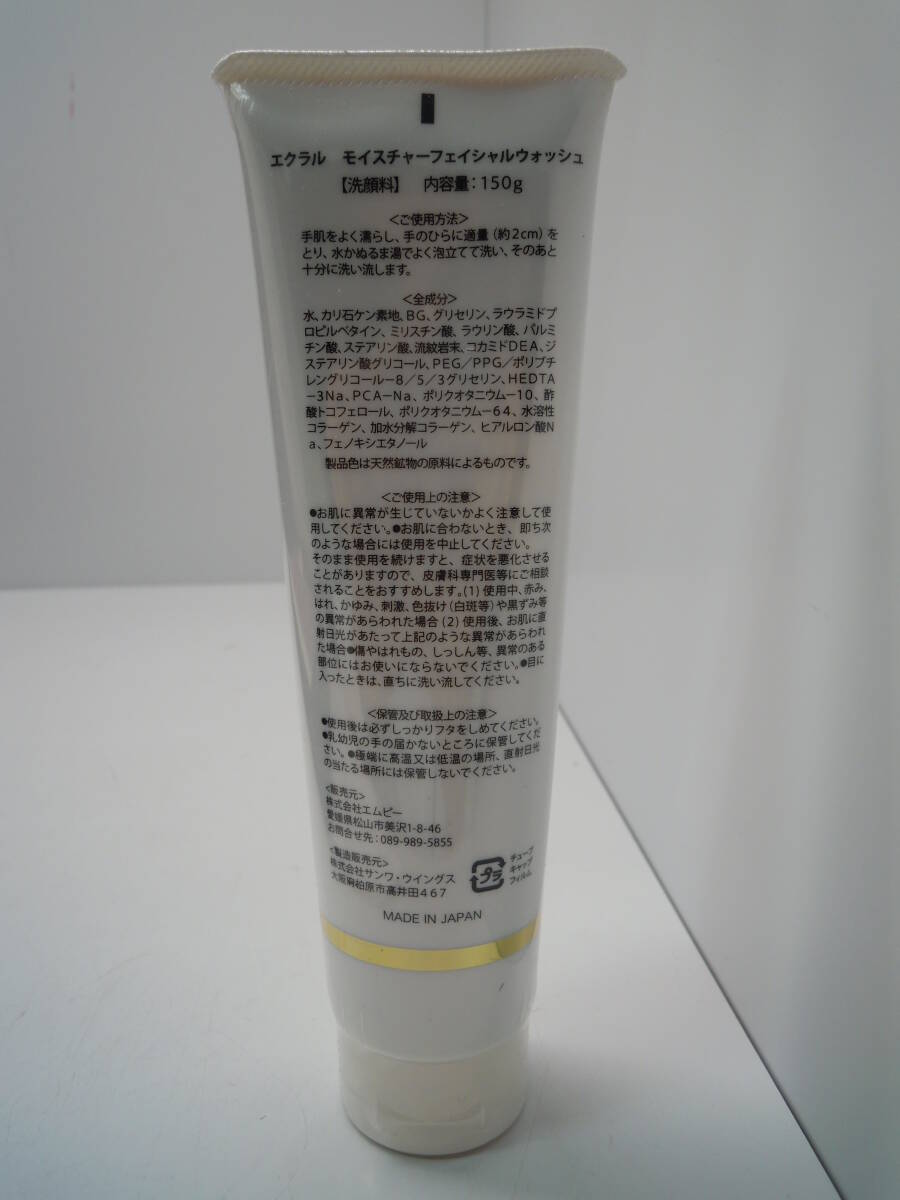 エクラル　モイスチャーフェイシャルウォッシュ
【洗顔料】　内容量：150g
＜ご使用方法＞
手肌をよく濡らし、手のひらに適量（約2cm）を
とり、水かぬるま湯でよく泡立てて洗い、そのあと
十分に洗い流します。
＜全成分＞
水、カリ石ケン素地、BG、グリセリン、ラウラミドプ
ロピルベタイン、ミリスチン酸、ラウリン酸、パルミ
チン酸、ステアリン酸、流紋岩末、コカミドDEA、ジ
ステアリン酸グリコール、PEG／PPG／ポリブチ
レングリコール－8／5／3グリセリン、HEDTA
－3Na、PCA－Na、ポリクオタニウム－10、酢
酸トコフェロール、ポリクオタニウム－64、水溶性
コラーゲン、加水分解コラーゲン、ヒアルロン酸N
a、フェノキシエタノール
製品色は天然鉱物の原料によるものです。
＜ご使用上の注意＞
●お肌に異常が生じていないかよく注意して使
用してください。●お肌に合わないとき、即ち次
のような場合には使用を中止してください。
そのまま使用を続けますと、症状を悪化させる
ことがありますので、皮膚科専門医等にご相談
されることをおすすめします。(1) 使用中、赤み、
はれ、かゆみ、刺激、色抜け（白斑等）や黒ずみ等
の異常があらわれた場合 (2) 使用後、お肌に直
射日光があたって上記のような異常があらわれ
た場合●傷やはれもの、しっしん等、異常のある
部位にはお使いにならないでください。●目に
入ったときは、直ちに洗い流してください。
＜保管及び取扱上の注意＞
●使用後は必ずしっかりフタをしめてください。
●乳幼児の手の届かないところに保管してくだ
さい。●極端に高温又は低温の場所、直射日光
の当たる場所には保管しないでください。
＜販売元＞
株式会社エムビー
愛媛県松山市美沢1-8-46
お問合せ先：089-989-5855
＜製造販売元＞
株式会社サンワ・ウイングス
大阪府柏原市高井田467
プラ
チューブ
キャップ
フィルム
MADE IN JAPAN